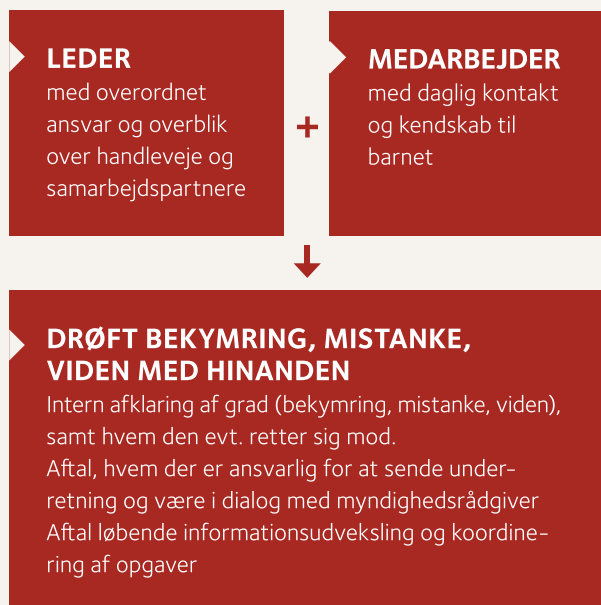 LEDER
med overordnet
ansvar og overblik
over handleveje og
samarbejdspartnere
+
MEDARBEJDER
med daglig kontakt
og kendskab til
barnet
DRØFT BEKYMRING, MISTANKE,
VIDEN MED HINANDEN
Intern afklaring af grad (bekymring, mistanke, viden),
samt hvem den evt. retter sig mod.
Aftal, hvem der er ansvarlig for at sende under-
retning og være i dialog med myndighedsrådgiver
Aftal løbende informationsudveksling og koordine-
ring af opgaver